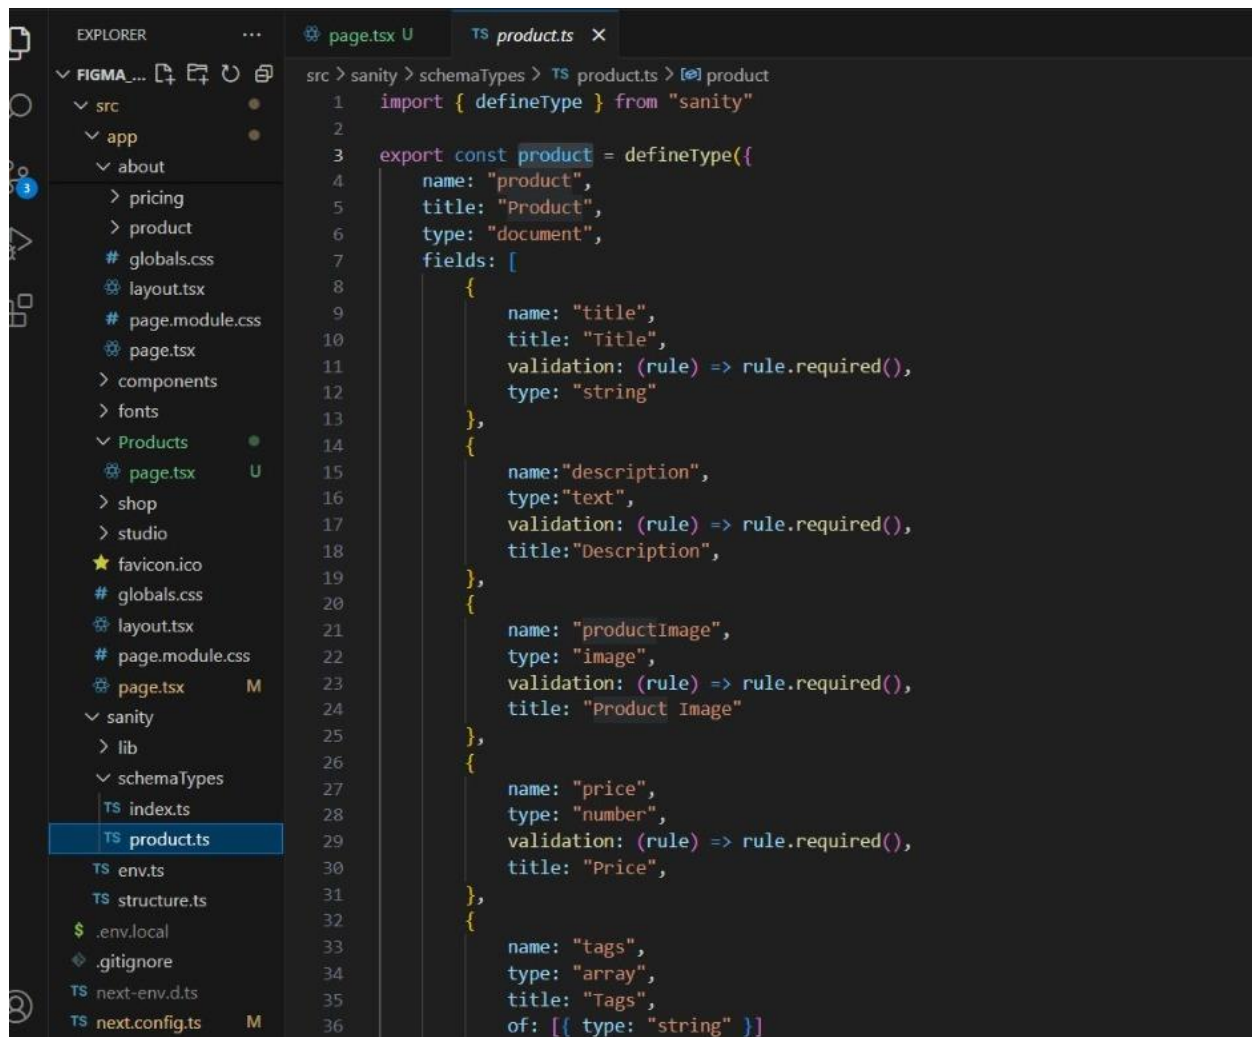 EXPLORER ...
FIGMA_...
src
app
about
pricing
product
# globals.css
layout.tsx
# page.module.css
page.tsx
components
fonts
Products
page.tsx U
shop
studio
favicon.ico
# globals.css
layout.tsx
# page.module.css
page.tsx M
sanity
lib
schemaTypes
TS index.ts
TS product.ts
TS env.ts
TS structure.ts
$ .env.local
.gitignore
TS next-env.d.ts
TS next.config.ts M
3
page.tsx U TS product.ts
src > sanity > schemaTypes > TS product.ts > product
1 import { defineType } from "sanity"
2
3 export const product = defineType({
4 name: "product",
5 title: "Product",
6 type: "document",
7 fields: [
8 {
9 name: "title",
10 title: "Title",
11 validation: (rule) => rule.required(),
12 type: "string"
13 },
14 {
15 name:"description",
16 type:"text",
17 validation: (rule) => rule.required(),
18 title:"Description",
19 },
20 {
21 name: "productImage",
22 type: "image",
23 validation: (rule) => rule.required(),
24 title: "Product Image"
25 },
26 {
27 name: "price",
28 type: "number",
29 validation: (rule) => rule.required(),
30 title: "Price",
31 },
32 {
33 name: "tags",
34 type: "array",
35 title: "Tags",
36 of: [{ type: "string" }]